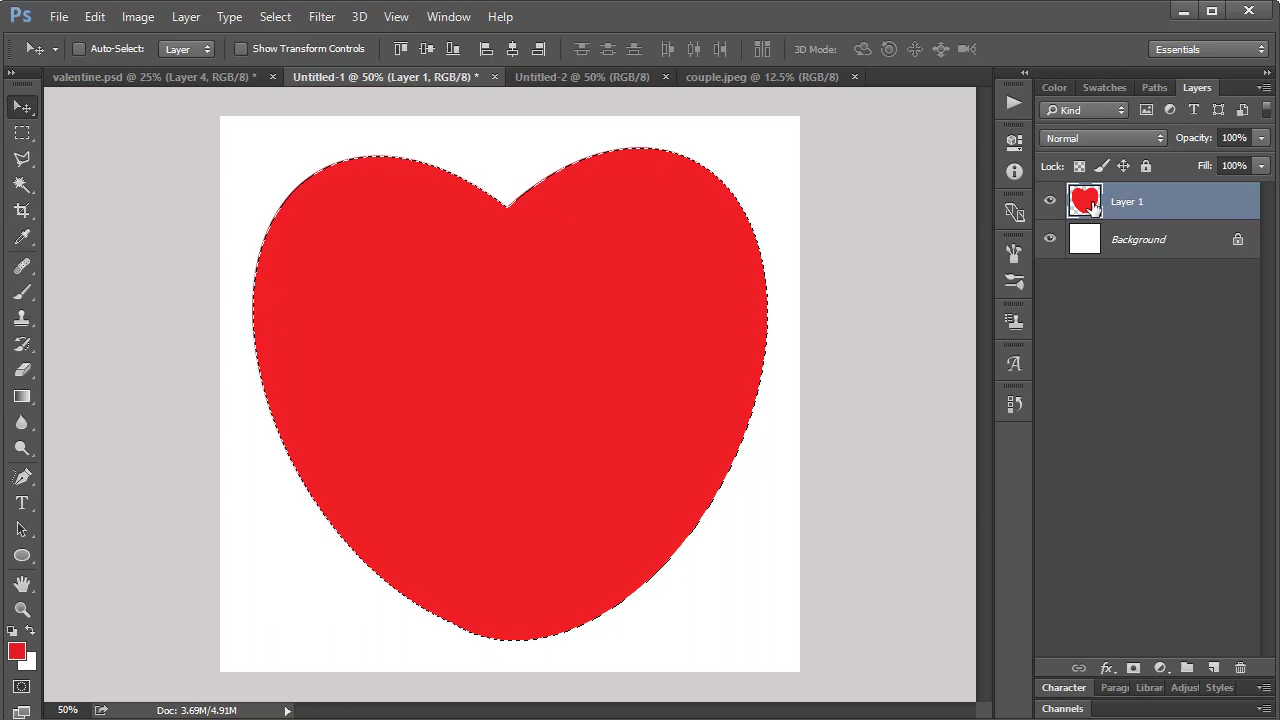 Ps File Edit Image Layer Type Select Filter 3D View Window Help
Auto-Select: Layer Show Transform Controls 3D Mode: Essentials
valentine.psd @ 25% (Layer 4, RGB/8) * × Untitled-1 @ 50% (Layer 1, RGB/8) * × Untitled-2 @ 50% (RGB/8) × couple.jpeg @ 12.5% (RGB/8) ×
Color Swatches Paths Layers
Kind
Normal Opacity: 100%
Lock: Fill: 100%
Layer 1
Background
Character Paragi Librar Adjust Styles
Channels
50% Doc: 3.69M/4.91M